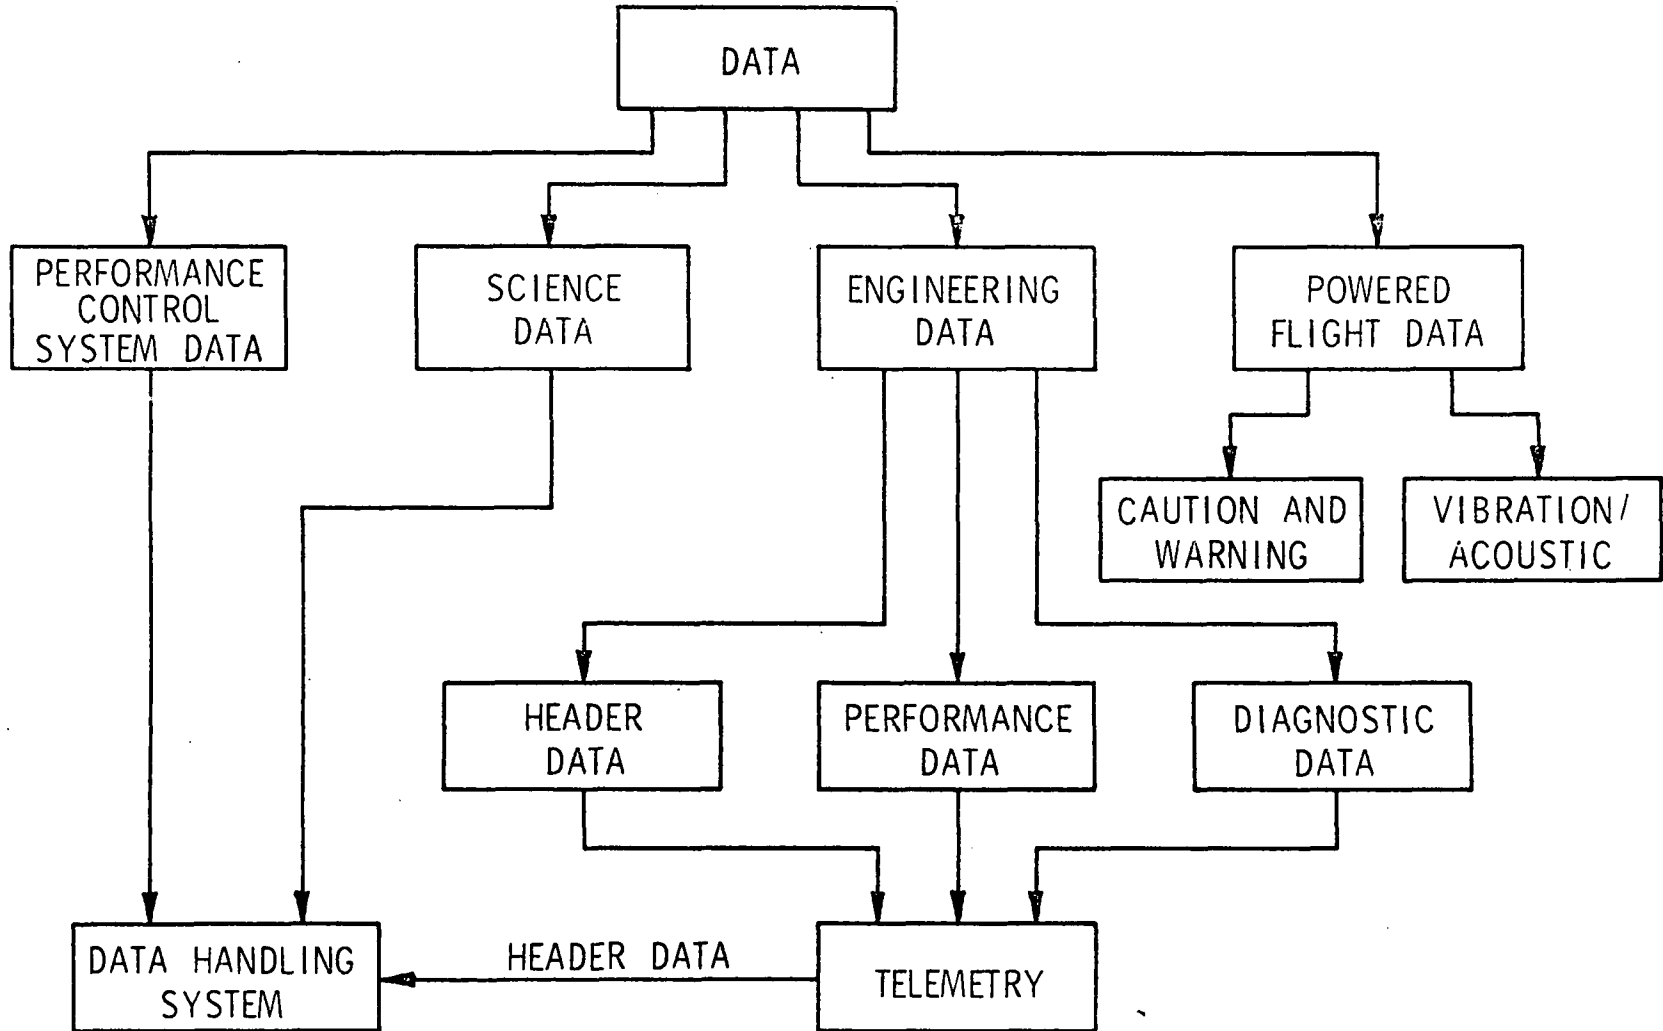 DATA
PERFORMANCE
CONTROL
SYSTEM DATA
SCIENCE
DATA
ENGINEERING
DATA
POWERED
FLIGHT DATA
CAUTION AND
WARNING
VIBRATION/
ACOUSTIC
HEADER
DATA
PERFORMANCE
DATA
DIAGNOSTIC
DATA
DATA HANDLING
SYSTEM
HEADER DATA
TELEMETRY